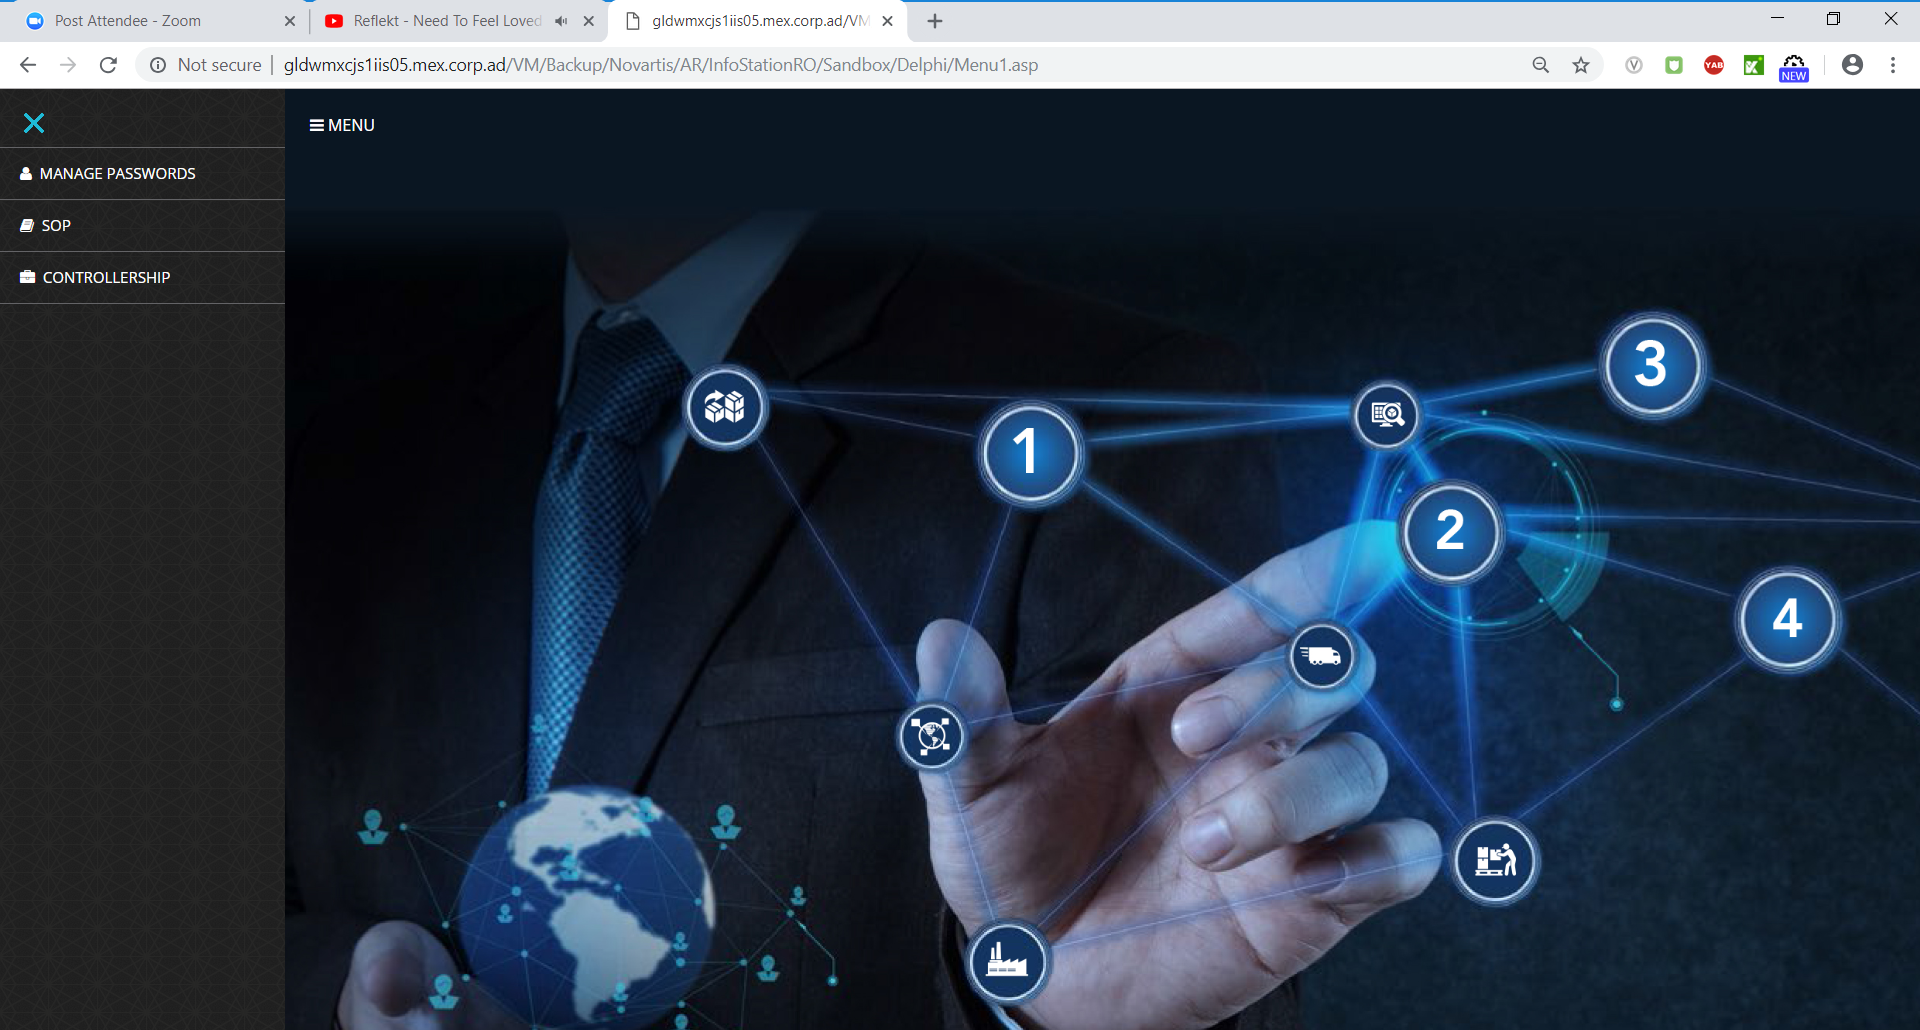 Post Attendee - Zoom
Reflekt - Need To Feel Loved
gldwmxcjs1iis05.mex.corp.ad/VM
Not secure
gldwmxcjs1iis05.mex.corp.ad/VM/Backup/Novartis/AR/InfoStationRO/Sandbox/Delphi/Menu1.asp
YAB
NEW
MENU
MANAGE PASSWORDS
SOP
CONTROLLERSHIP
3
1
2
4